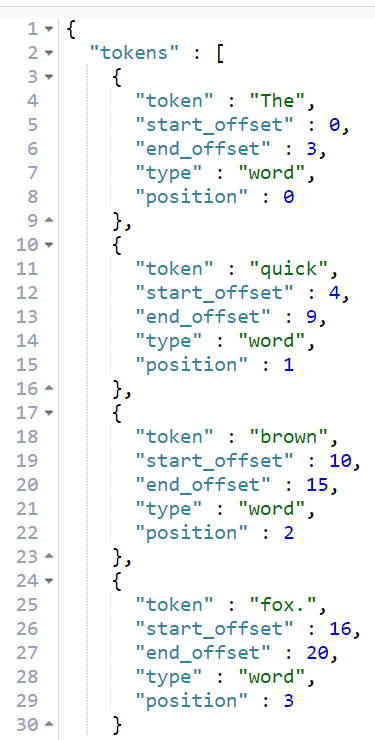 1 {
2 "tokens" : [
3 {
4 "token" : "The",
5 "start_offset" : 0,
6 "end_offset" : 3,
7 "type" : "word",
8 "position" : 0
9 },
10 {
11 "token" : "quick",
12 "start_offset" : 4,
13 "end_offset" : 9,
14 "type" : "word",
15 "position" : 1
16 },
17 {
18 "token" : "brown",
19 "start_offset" : 10,
20 "end_offset" : 15,
21 "type" : "word",
22 "position" : 2
23 },
24 {
25 "token" : "fox.",
26 "start_offset" : 16,
27 "end_offset" : 20,
28 "type" : "word",
29 "position" : 3
30 }